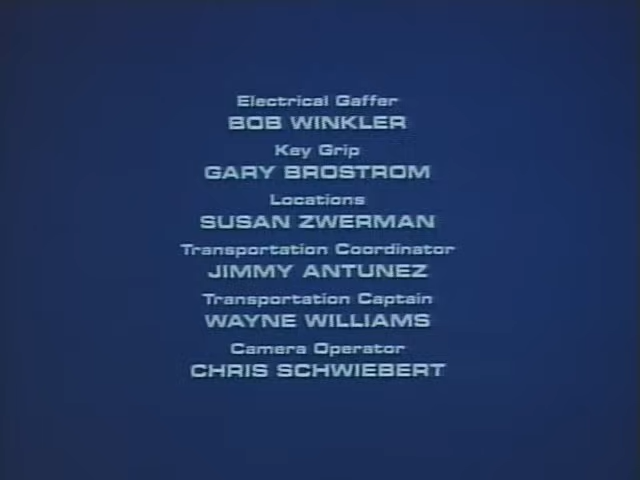 Electrical Gaffer
BOB WINKLER
Key Grip
GARY BROSTROM
Locations
SUSAN ZWERMAN
Transportation Coordinator
JIMMY ANTUNEZ
Transportation Captain
WAYNE WILLIAMS
Camera Operator
CHRIS SCHWIEBERT